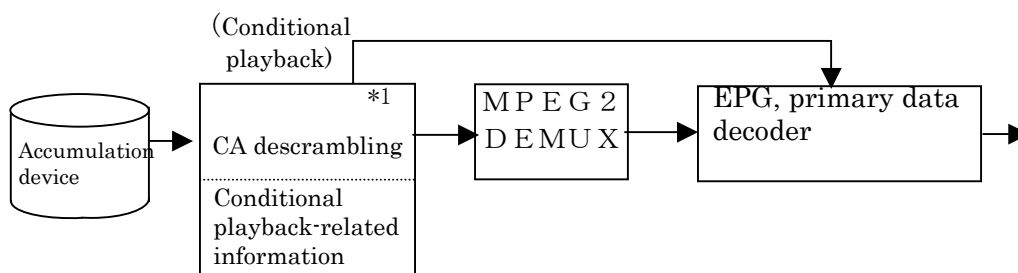 (Conditional
playback)
*1
Accumulation
device
CA descrambling
Conditional
playback-related
information
ＭＰＥＧ２
ＤＥＭＵＸ
EPG, primary data
decoder